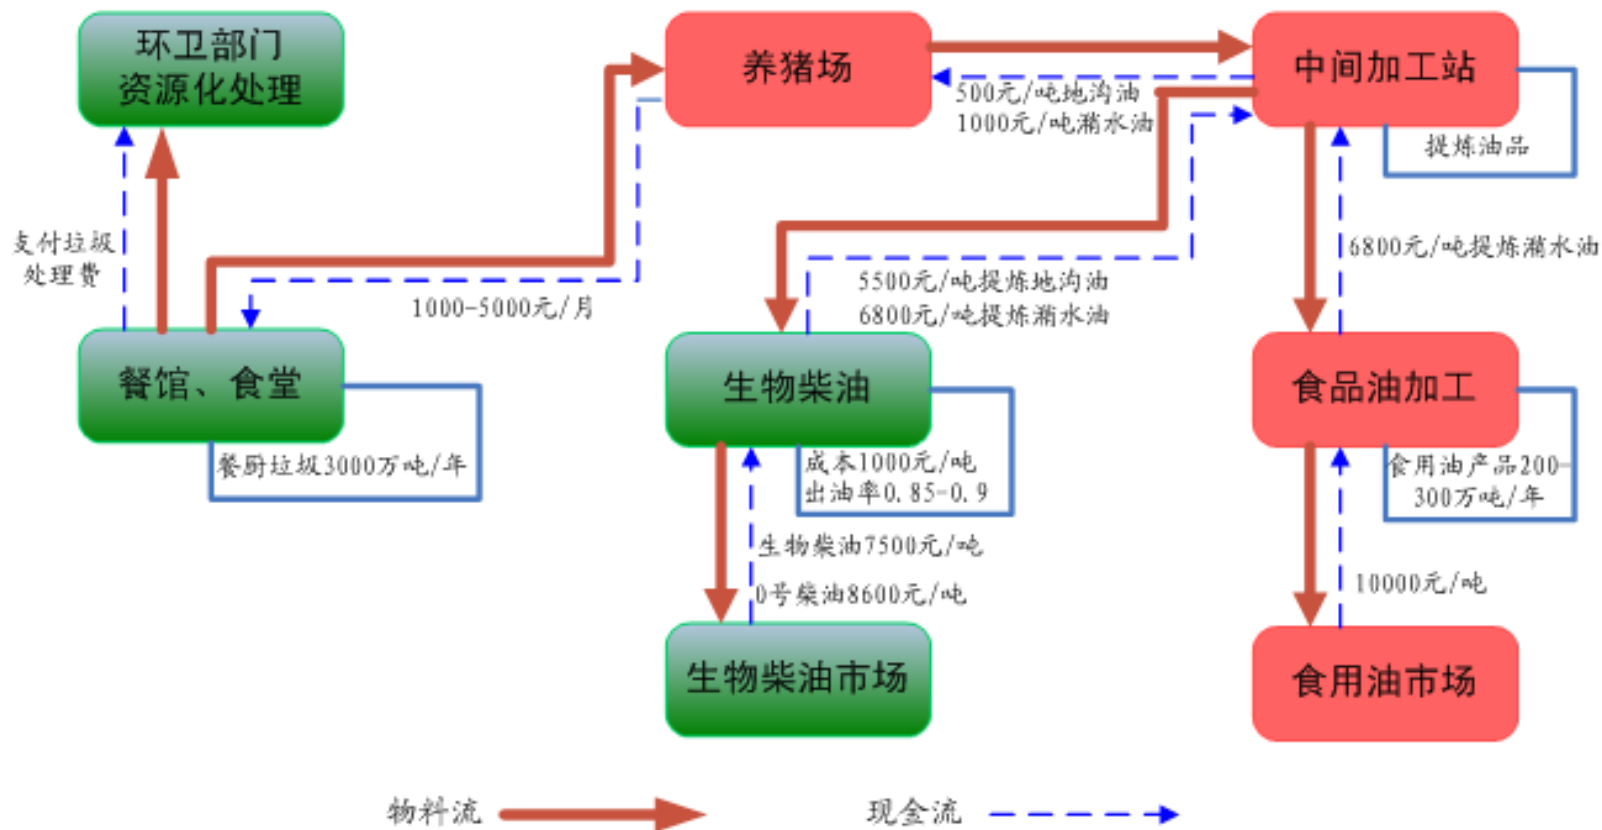 环卫部门
资源化处理
养猪场
中间加工站
500元/吨地沟油
1000元/吨潲水油
提炼油品
支付垃圾
处理费
1000-5000元/月
5500元/吨提炼地沟油
6800元/吨提炼潲水油
6800元/吨提炼潲水油
餐馆、食堂
生物柴油
食品油加工
餐厨垃圾3000万吨/年
成本1000元/吨
出油率0.85-0.9
食用油产品200-
300万吨/年
生物柴油7500元/吨
0号柴油8600元/吨
10000元/吨
生物柴油市场
食用油市场
物料流
现金流